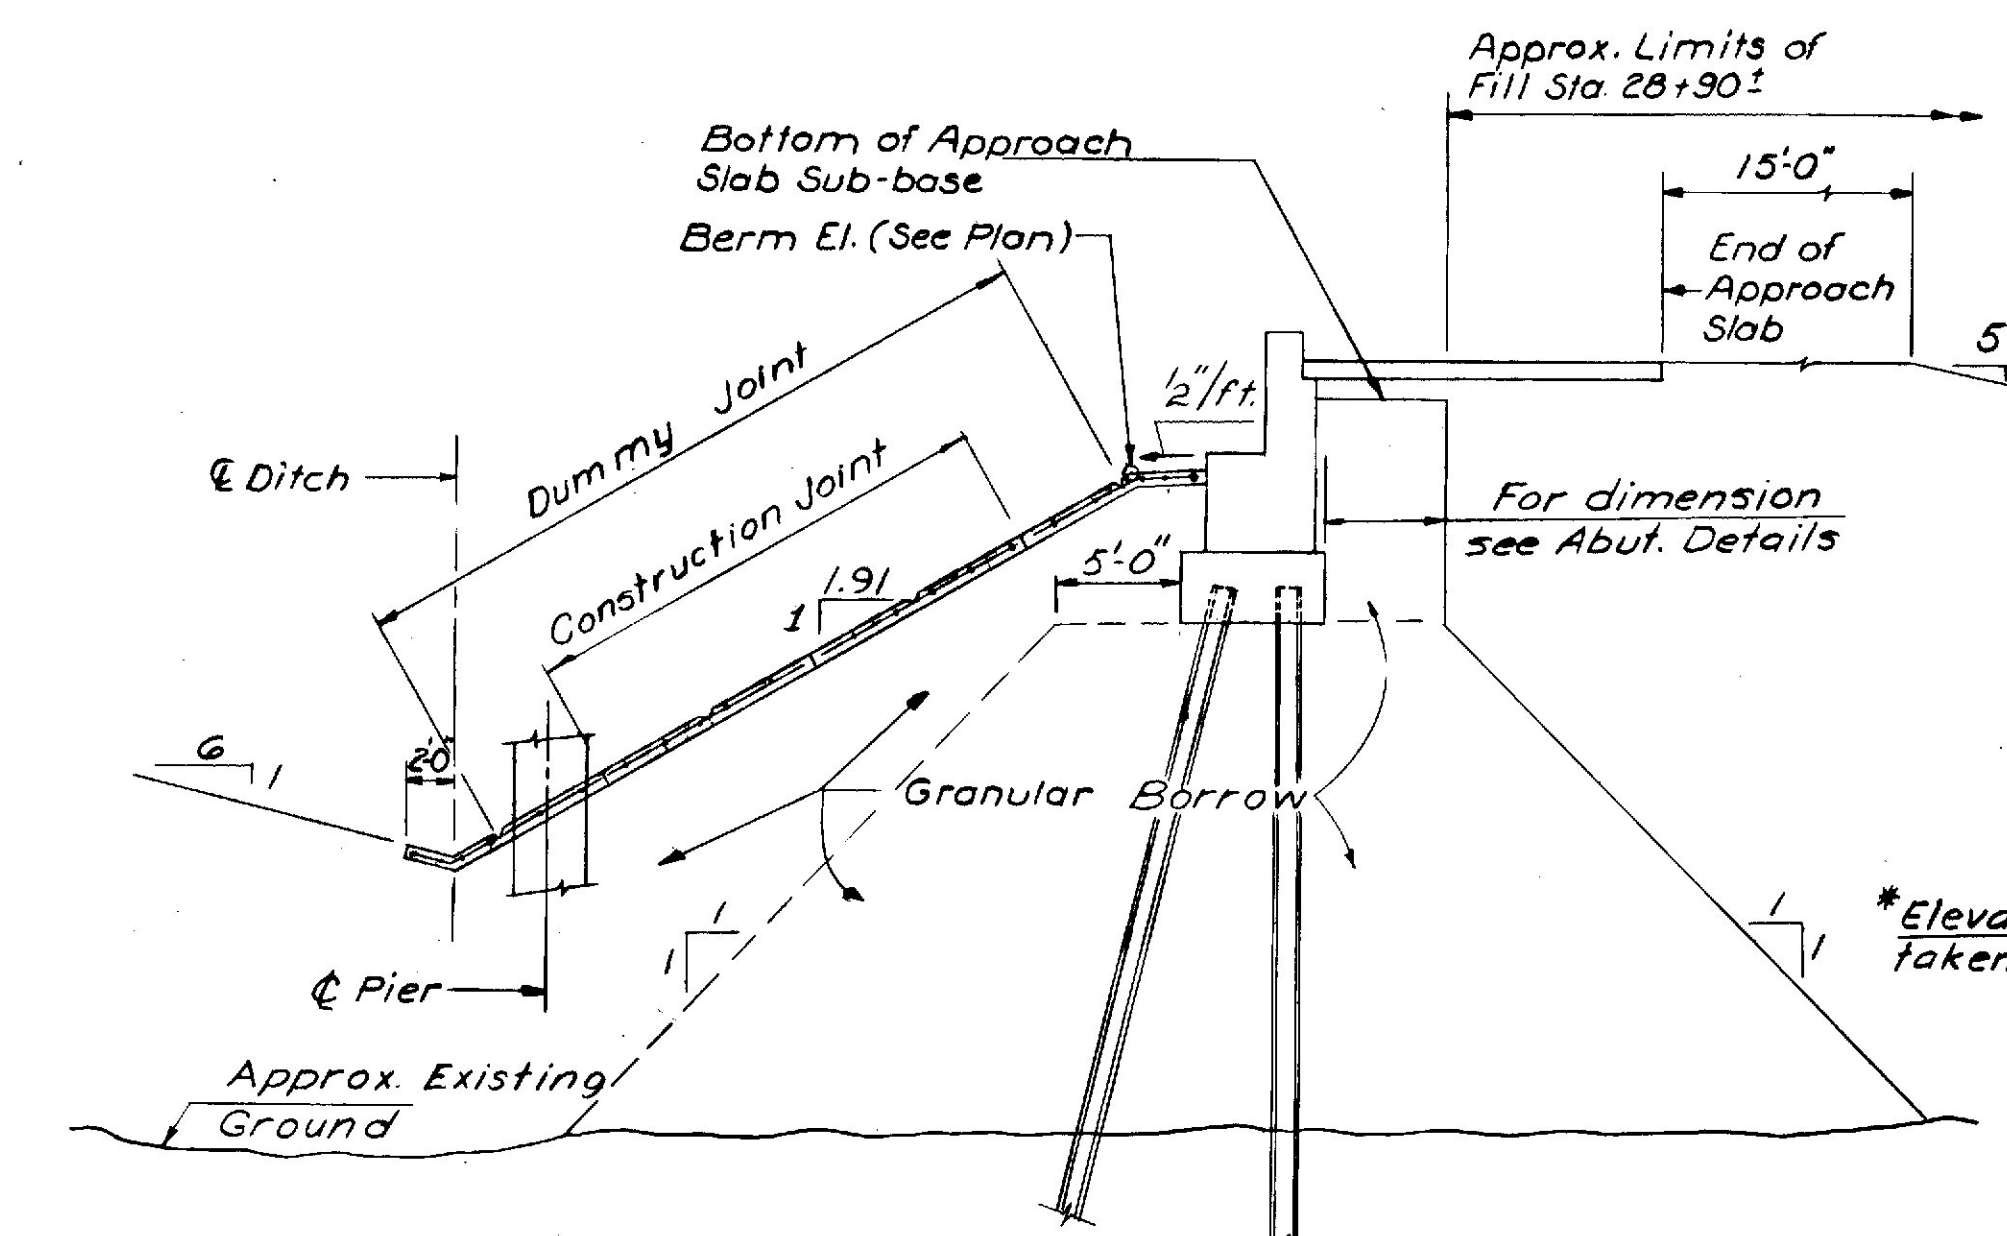 Approx. Limits of
Fill Sta. 28+90±
Bottom of Approach
Slab Sub-base
15'-0"
Berm El. (See Plan)
End of
Approach
Slab
5
Dummy Joint
1/2"/ft.
℄ Ditch
Construction Joint
For dimension
see Abut. Details
5'-0"
1.91
1
6
1
2'-0"
Granular Borrow
1
1
1
1
*Eleva
taken
℄ Pier
Approx. Existing
Ground